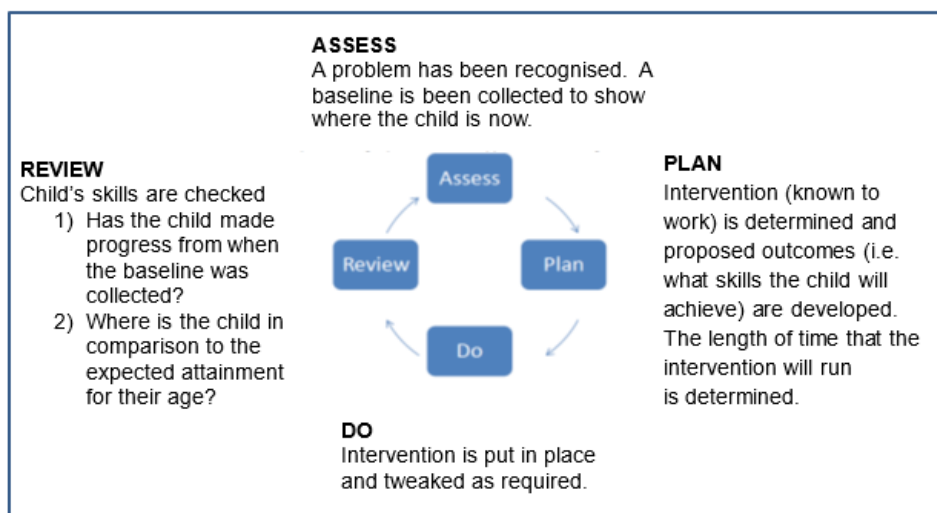 ASSESS
A problem has been recognised.  A
baseline is been collected to show
where the child is now.
REVIEW
Child's skills are checked
1) Has the child made
progress from when
the baseline was
collected?
2) Where is the child in
comparison to the
expected attainment
for their age?
Assess
Plan
Do
Review
PLAN
Intervention (known to
work) is determined and
proposed outcomes (i.e.
what skills the child will
achieve) are developed.
The length of time that the
intervention will run
is determined.
DO
Intervention is put in place
and tweaked as required.